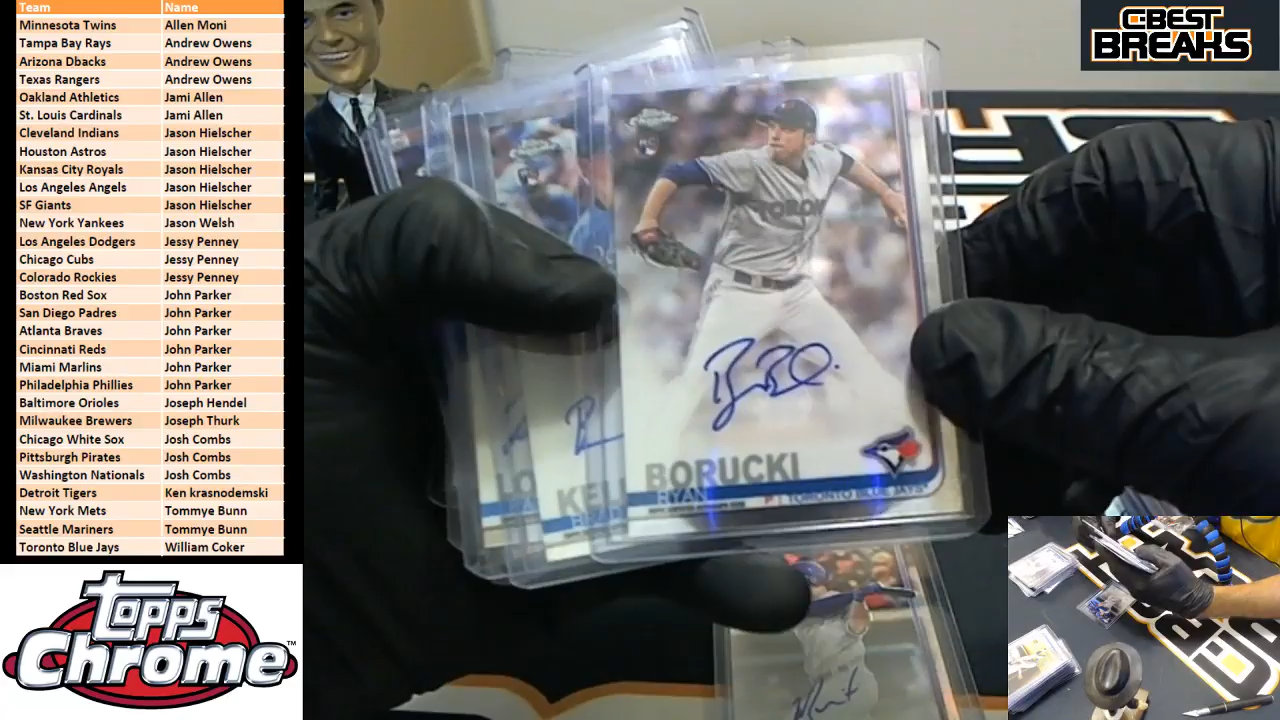 Team Name
Minnesota Twins Allen Moni
Tampa Bay Rays Andrew Owens
Arizona Dbacks Andrew Owens
Texas Rangers Andrew Owens
Oakland Athletics Jami Allen
St. Louis Cardinals Jami Allen
Cleveland Indians Jason Hielscher
Houston Astros Jason Hielscher
Kansas City Royals Jason Hielscher
Los Angeles Angels Jason Hielscher
SF Giants Jason Hielscher
New York Yankees Jason Welsh
Los Angeles Dodgers Jessy Penney
Chicago Cubs Jessy Penney
Colorado Rockies Jessy Penney
Boston Red Sox John Parker
San Diego Padres John Parker
Atlanta Braves John Parker
Cincinnati Reds John Parker
Miami Marlins John Parker
Philadelphia Phillies John Parker
Baltimore Orioles Joseph Hendel
Milwaukee Brewers Joseph Thurk
Chicago White Sox Josh Combs
Pittsburgh Pirates Josh Combs
Washington Nationals Josh Combs
Detroit Tigers Ken krasnodemski
New York Mets Tommye Bunn
Seattle Mariners Tommye Bunn
Toronto Blue Jays William Coker
Topps
Chrome™
C-BEST
BREAKS
TORON
LO
KELL
BORUCKI
RYAN
TORONTO BLUE JAYS